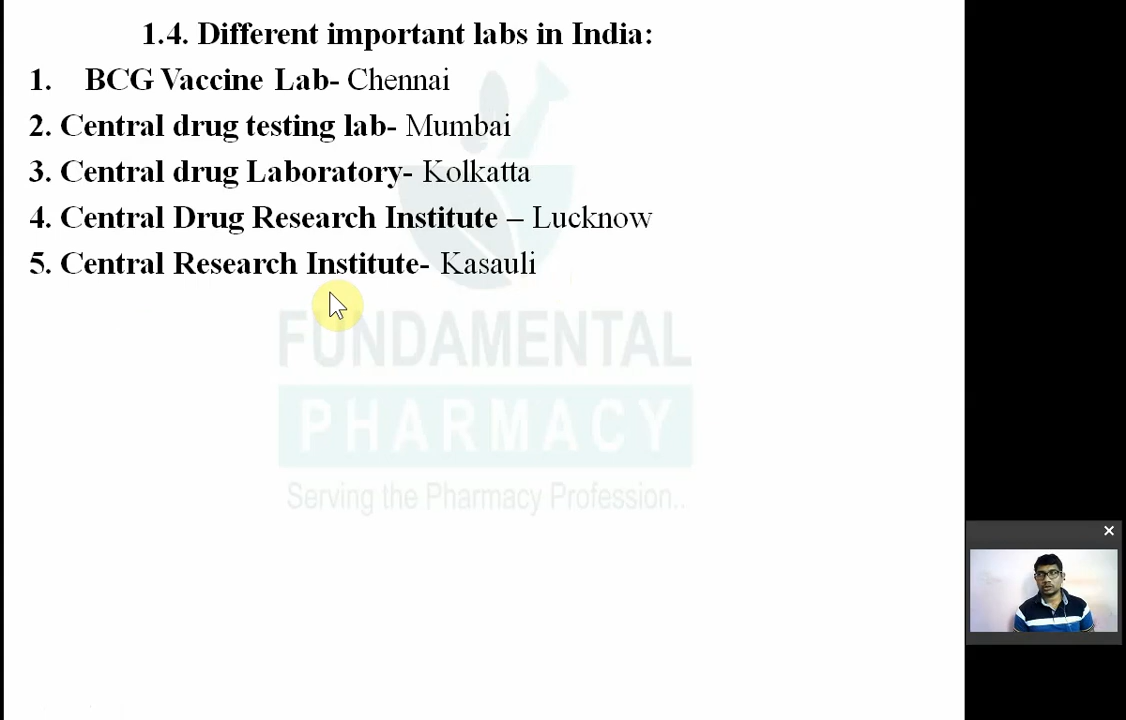 1.4. Different important labs in India:
1. BCG Vaccine Lab- Chennai
2. Central drug testing lab- Mumbai
3. Central drug Laboratory- Kolkatta
4. Central Drug Research Institute – Lucknow
5. Central Research Institute- Kasauli
FUNDAMENTAL
PHARMACY
Serving the Pharmacy Profession..